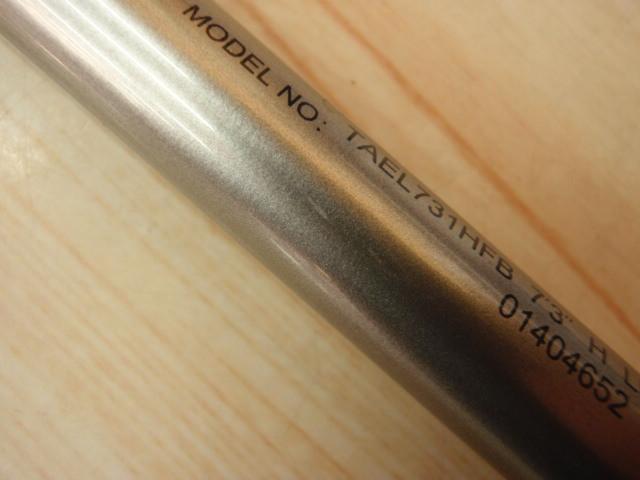 MODEL NO: TAEL731HFB 7'3" H L
01404652